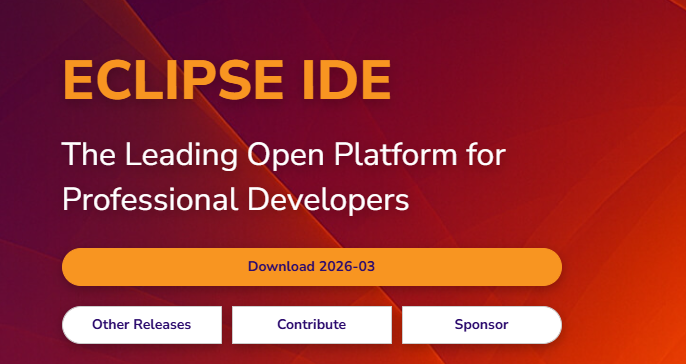 ECLIPSE IDE
The Leading Open Platform for
Professional Developers
Download 2026-03
Other Releases
Contribute
Sponsor